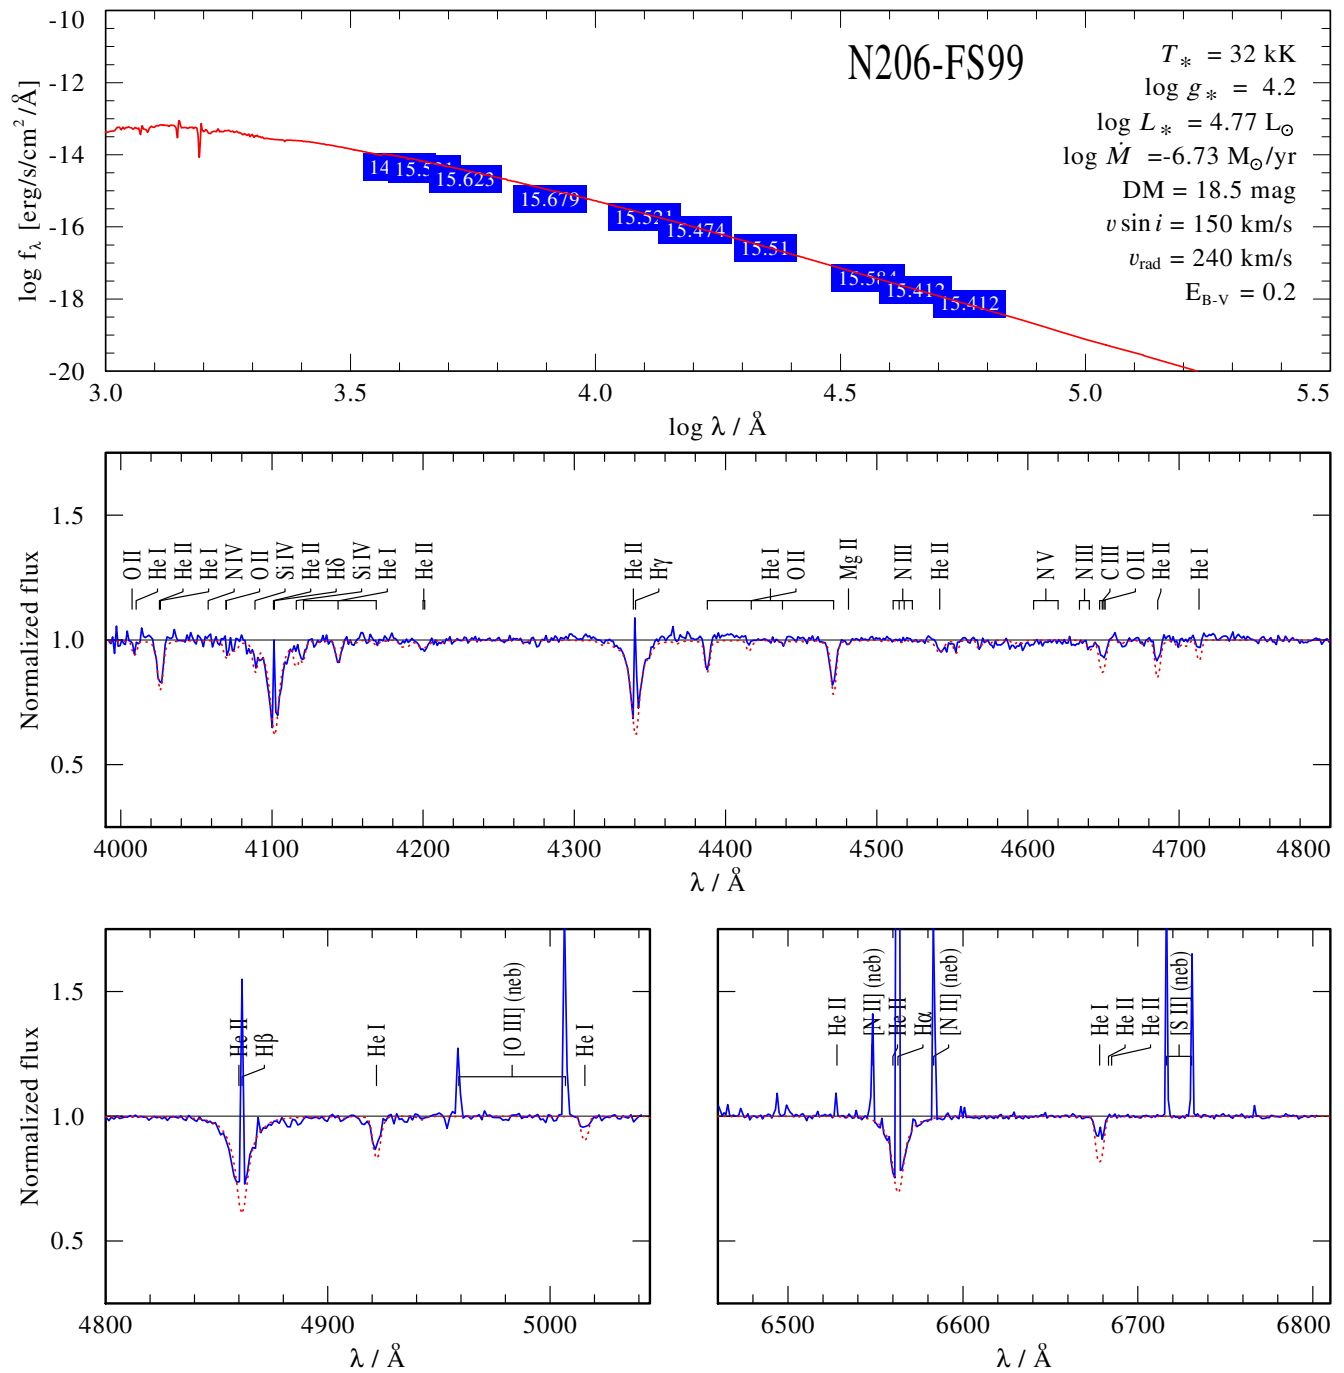 N206-FS99
T* = 32 kK
log g* = 4.2
log L* = 4.77 L⊙
log Ṁ =-6.73 M⊙/yr
DM = 18.5 mag
v sin i = 150 km/s
vrad = 240 km/s
EB-V = 0.2
log fλ [erg/s/cm²/Å]
-10
-12
-14
-16
-18
-20
14
15.623
15.679
15.521
15.474
15.51
15.584
15.412
15.412
3.0 3.5 4.0 4.5 5.0 5.5
log λ / Å
Normalized flux
1.5
1.0
0.5
O II He I He II He I N IV O II Si IV He II Hδ Si IV He I He II He II Hγ He I O II Mg II N III He II N V N III C III O II He II He I
4000 4100 4200 4300 4400 4500 4600 4700 4800
λ / Å
Normalized flux
1.5
1.0
0.5
He II Hβ He I [O III] (neb) He I
4800 4900 5000
λ / Å
He II [N II] (neb) He II Hα [N II] (neb) He I He II He II [S II] (neb)
6500 6600 6700 6800
λ / Å